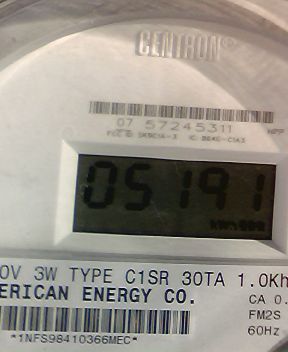 CENTRON®
07 57245311
05191
0V 3W TYPE C1SR 30TA 1.0Kh
ERICAN ENERGY CO.
CA 0.
FM2S
60Hz
*1NFS98410366MEC*